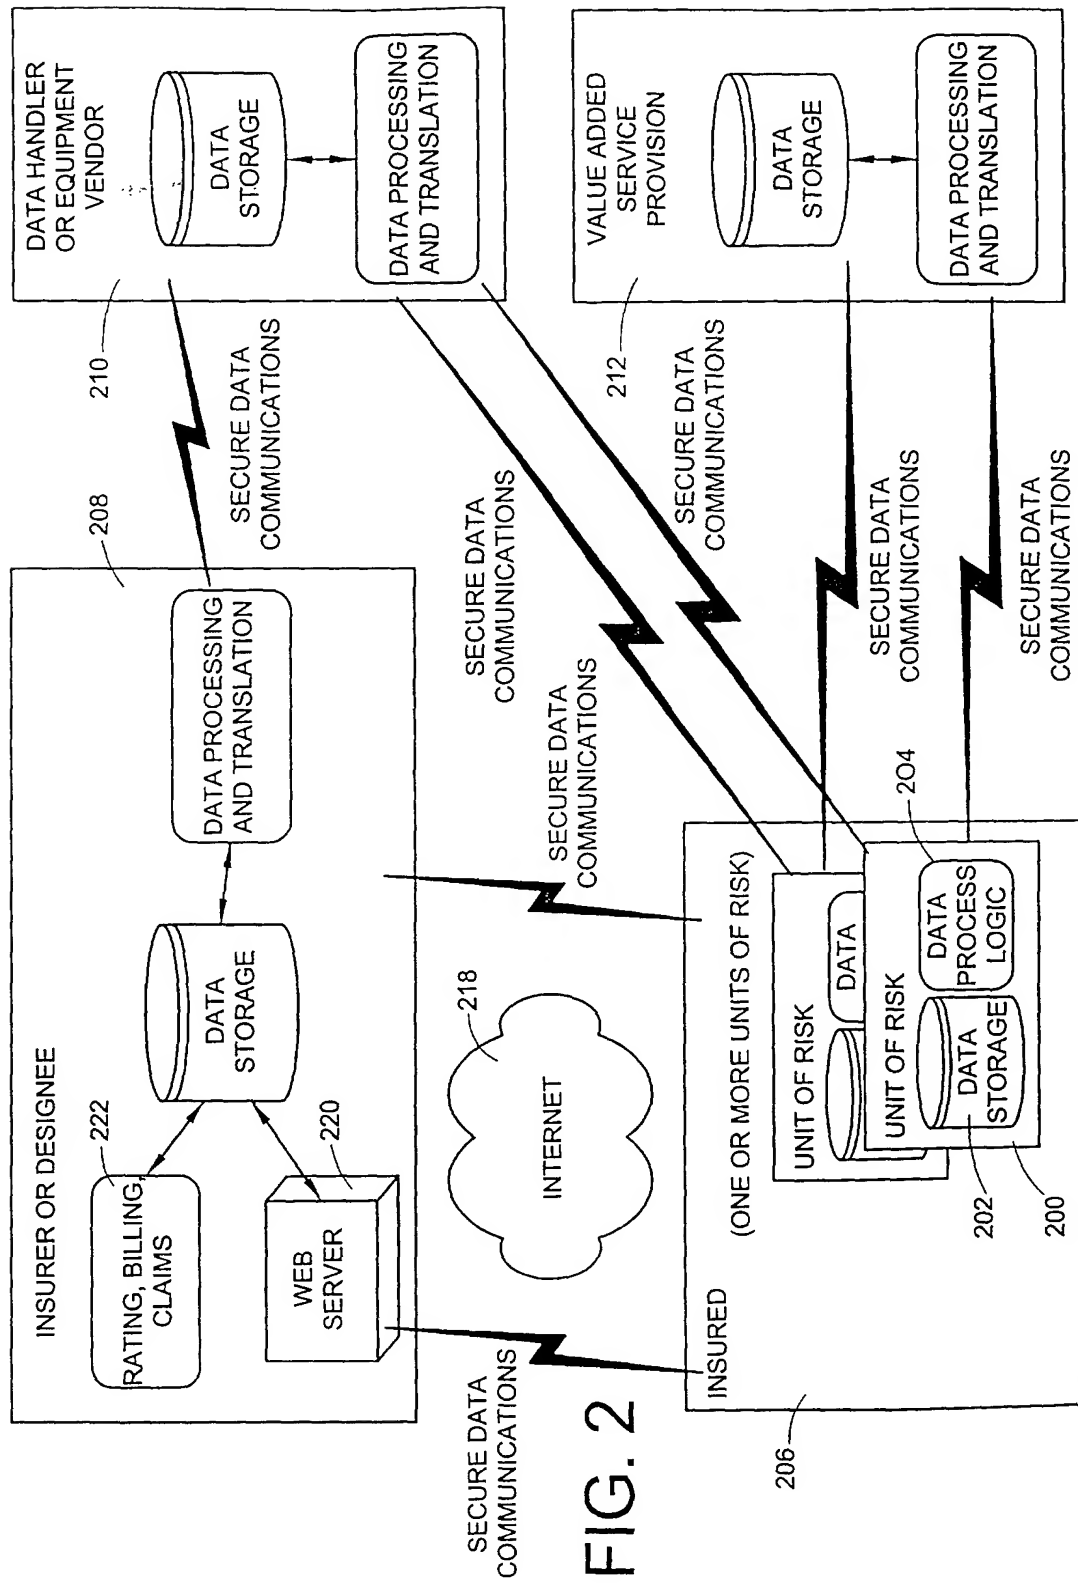 INSURER OR DESIGNEE
208
222
RATING, BILLING,
CLAIMS
220
WEB
SERVER
DATA
STORAGE
DATA PROCESSING
AND TRANSLATION
SECURE DATA
COMMUNICATIONS
210
DATA HANDLER
OR EQUIPMENT
VENDOR
DATA
STORAGE
DATA PROCESSING
AND TRANSLATION
SECURE DATA
COMMUNICATIONS
218
INTERNET
SECURE DATA
COMMUNICATIONS
SECURE DATA
COMMUNICATIONS
SECURE DATA
COMMUNICATIONS
212
VALUE ADDED
SERVICE
PROVISION
DATA
STORAGE
DATA PROCESSING
AND TRANSLATION
FIG. 2
206
INSURED
(ONE OR MORE UNITS OF RISK)
UNIT OF RISK
DATA
UNIT OF RISK
204
DATA
STORAGE
DATA
PROCESS
LOGIC
202
200
SECURE DATA
COMMUNICATIONS
SECURE DATA
COMMUNICATIONS